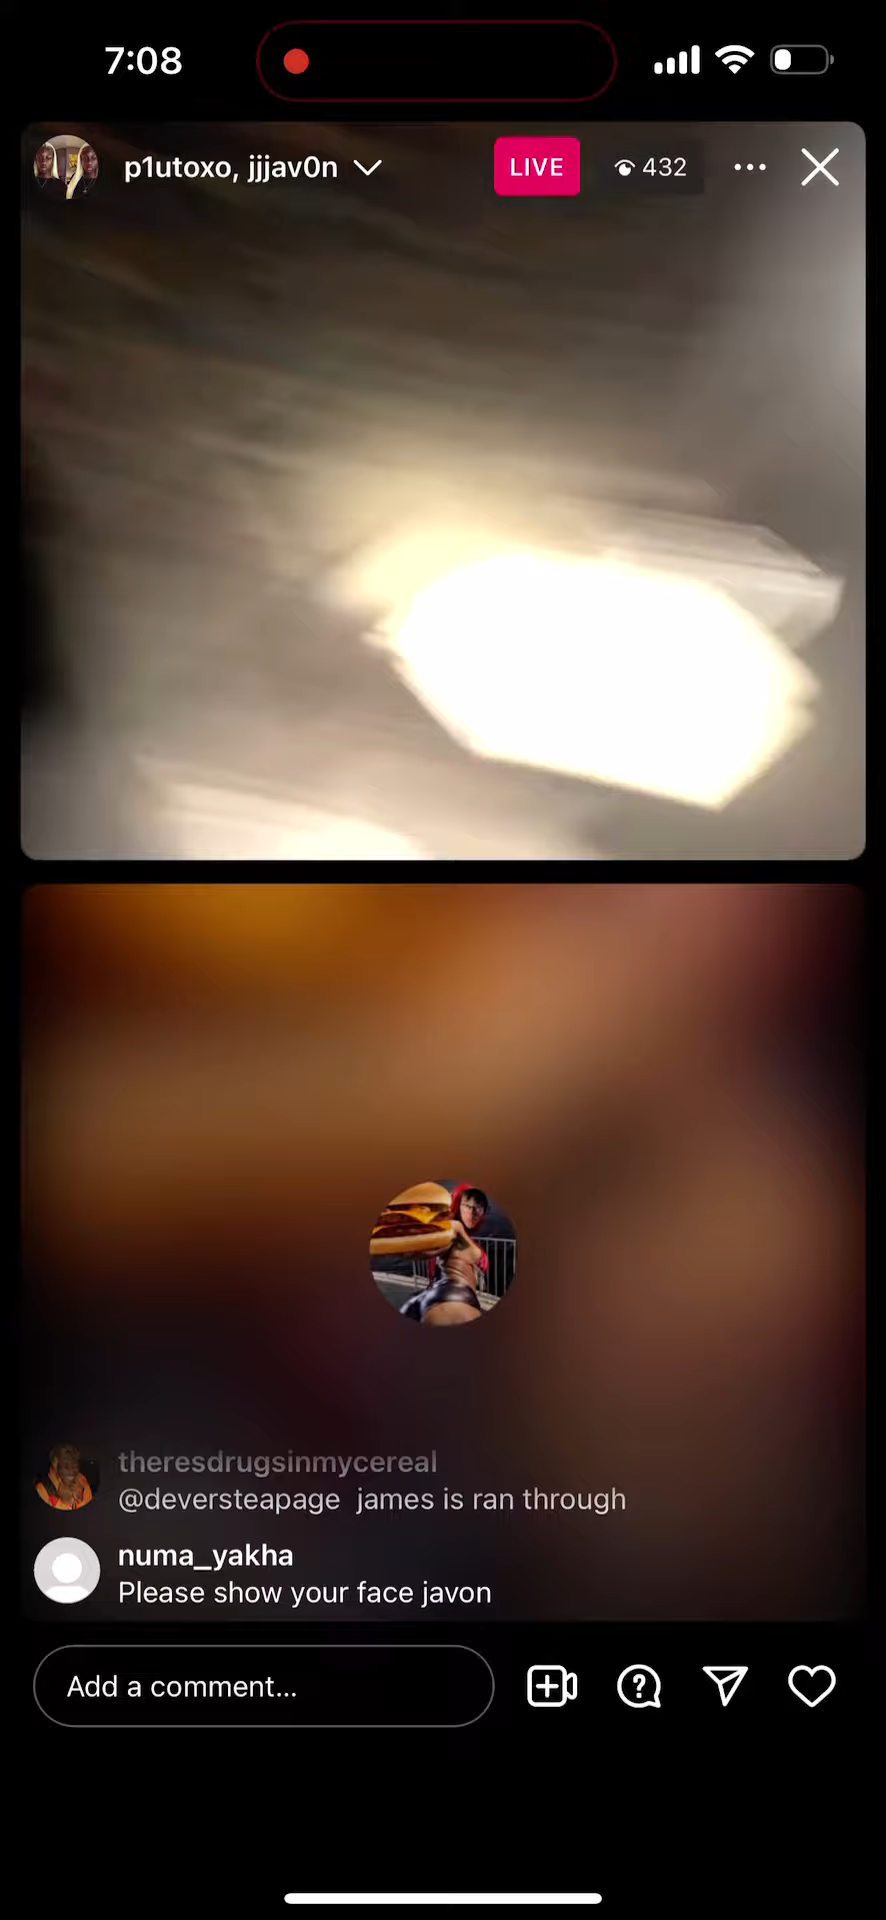 7:08
p1utoxo, jjjav0n
LIVE
432
theresdrugsinmycereal
@deversteapage james is ran through
numa_yakha
Please show your face javon
Add a comment...